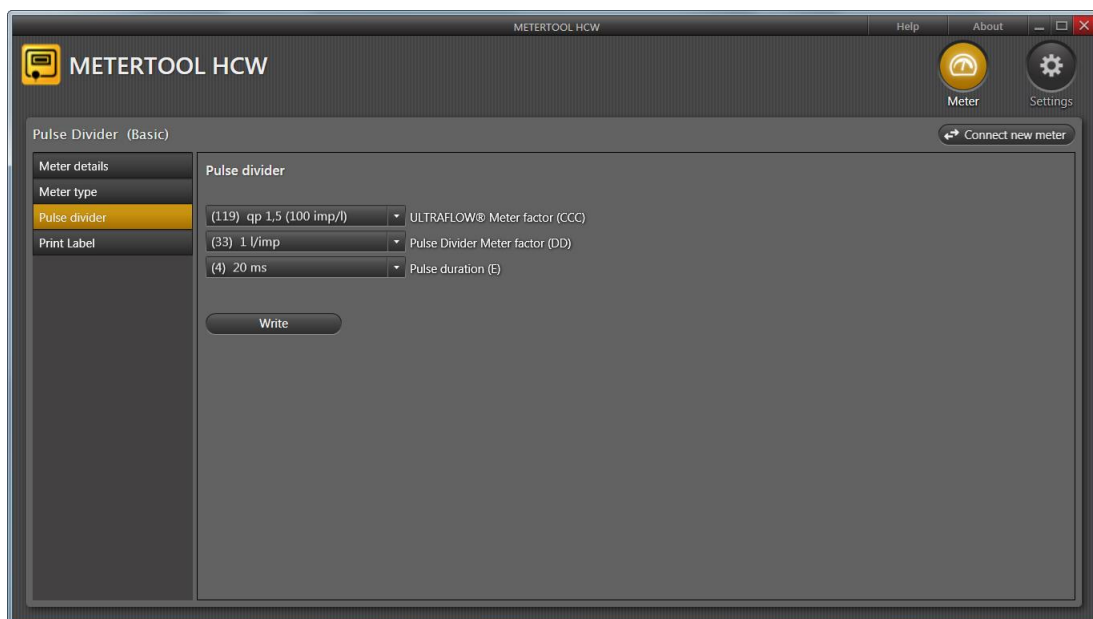 METERTOOL HCW
Help About
METERTOOL HCW
Meter Settings
Pulse Divider (Basic)
Connect new meter
Meter details
Meter type
Pulse divider
Print Label
Pulse divider
(119) qp 1,5 (100 imp/l) ULTRAFLOW® Meter factor (CCC)
(33) 1 l/imp Pulse Divider Meter factor (DD)
(4) 20 ms Pulse duration (E)
Write